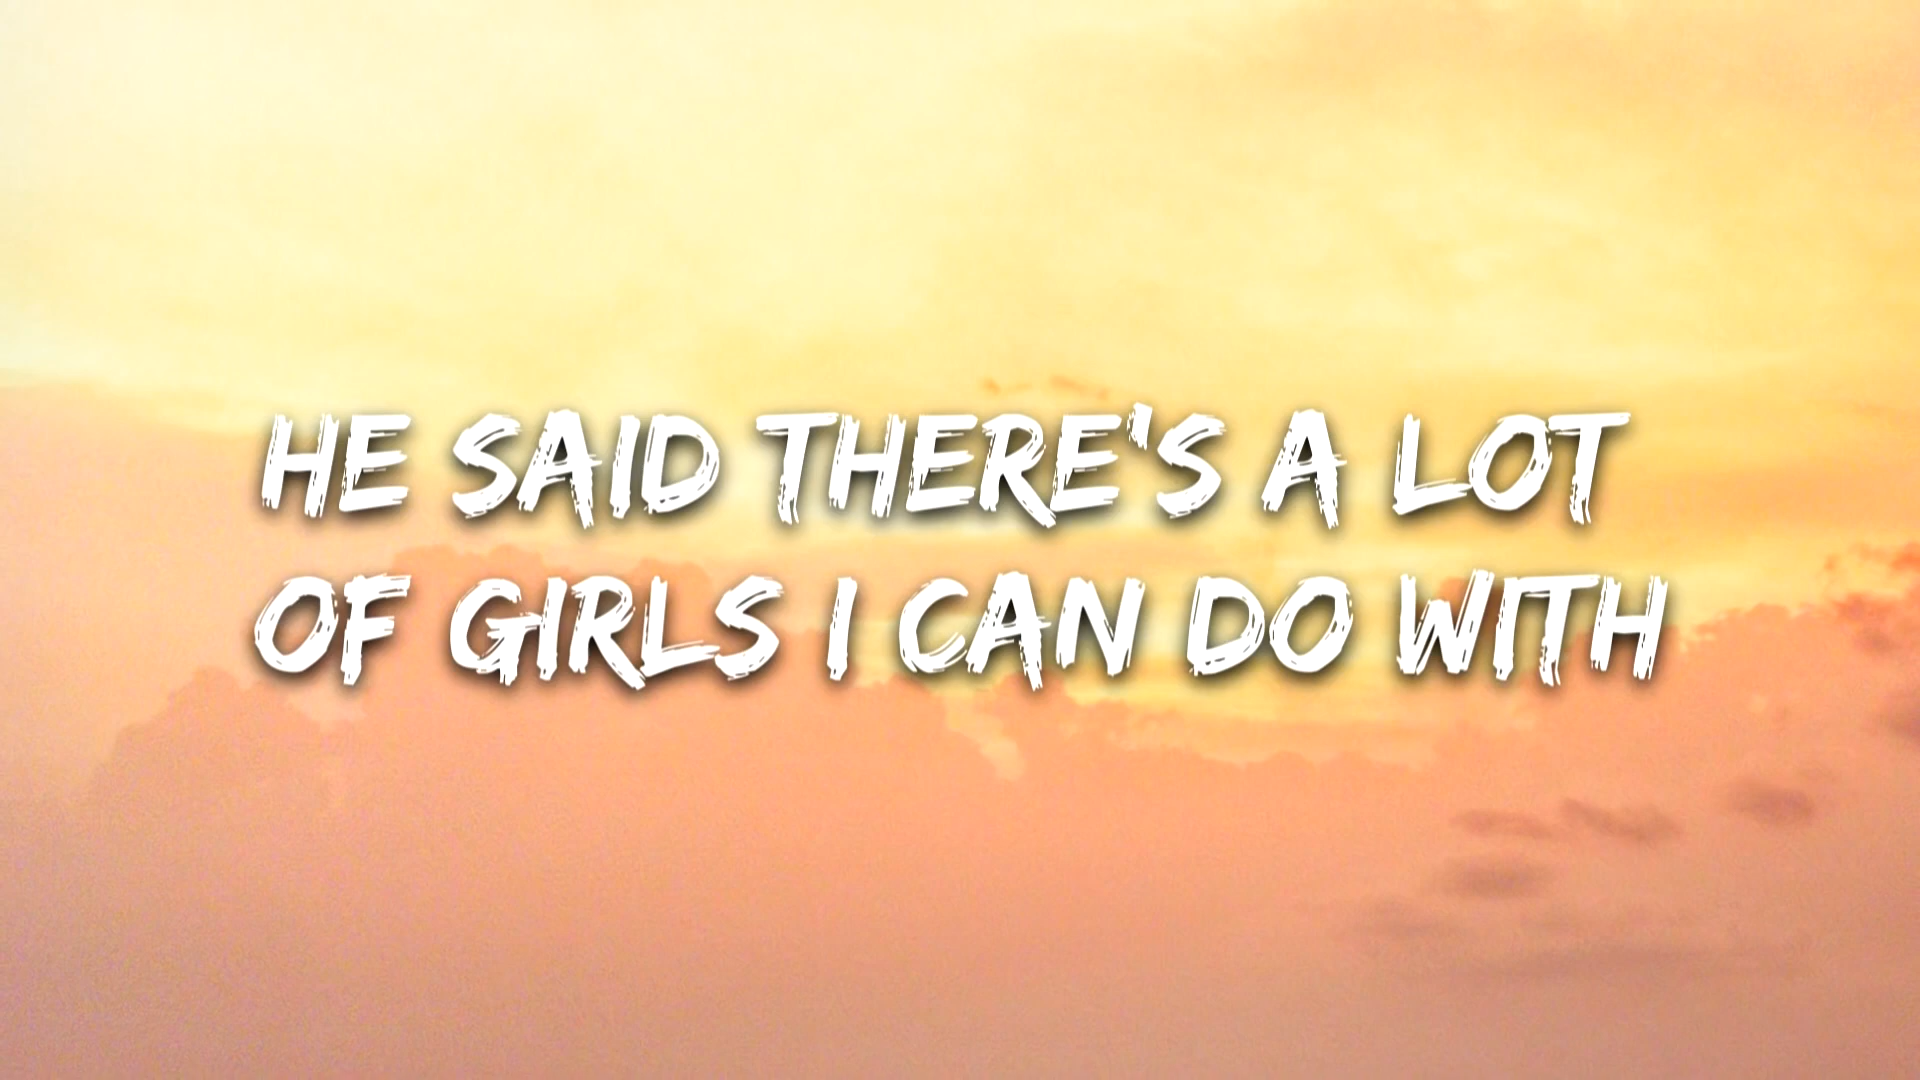 HE SAID THERE'S A LOT
OF GIRLS I CAN DO WITH